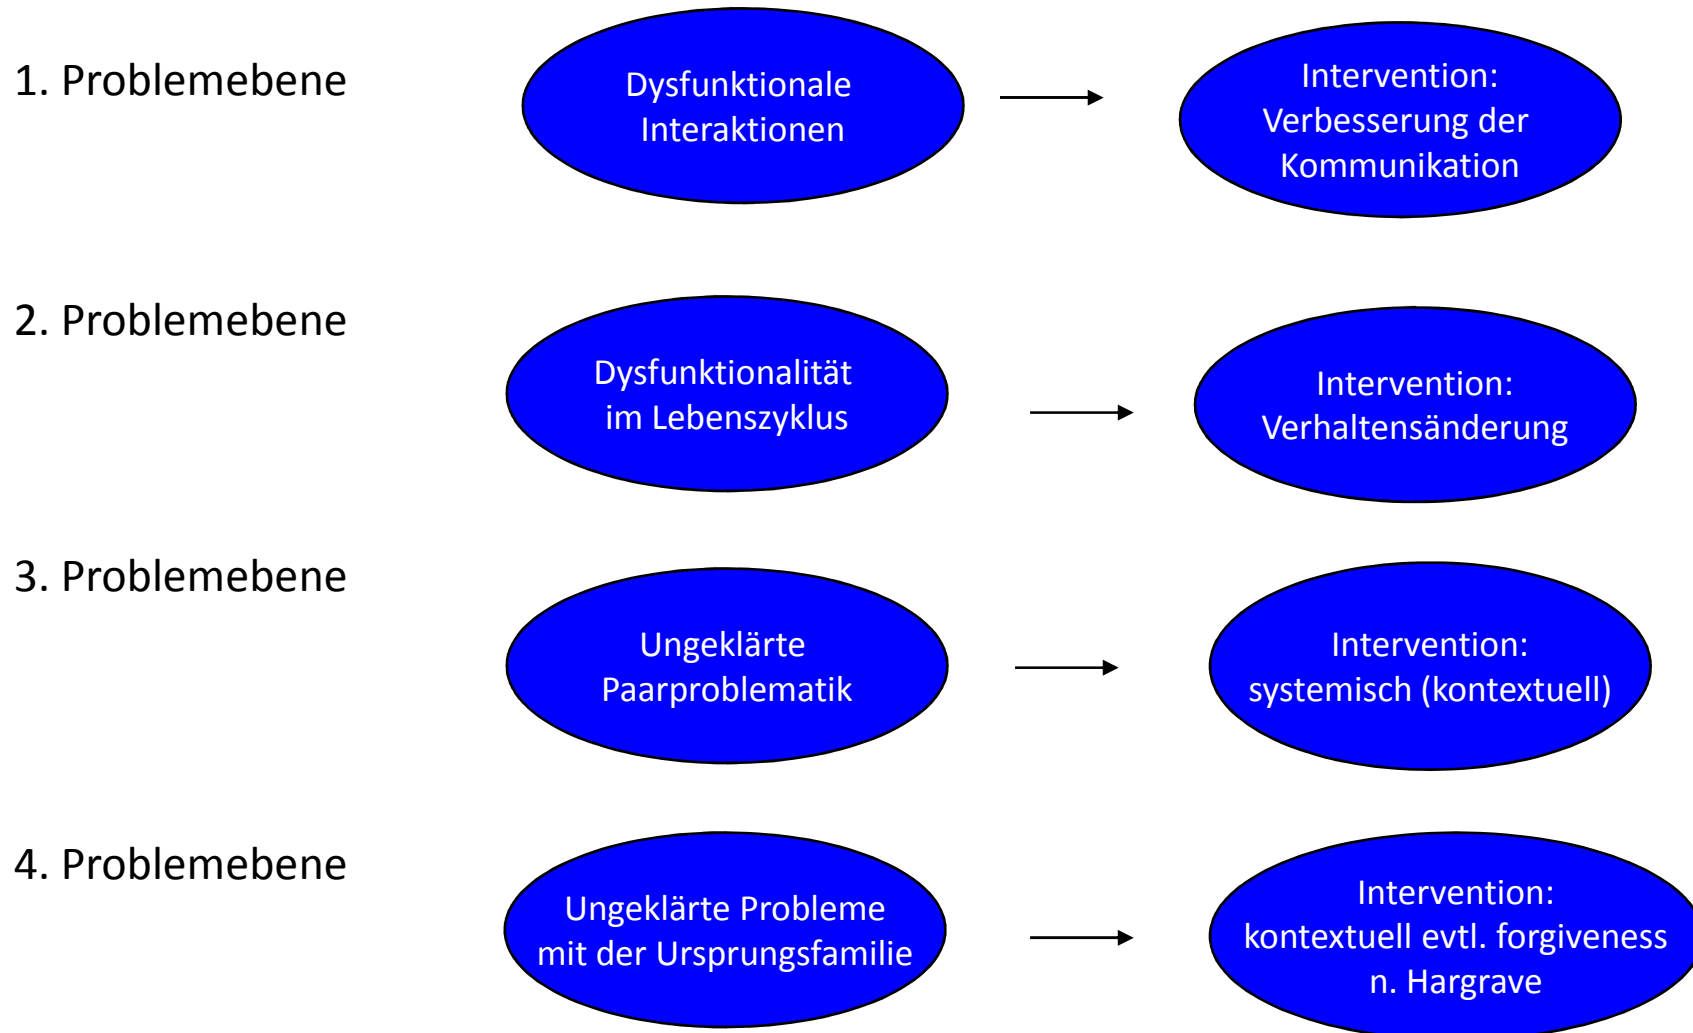 1. Problemebene
Dysfunktionale
Interaktionen
Intervention:
Verbesserung der
Kommunikation
2. Problemebene
Dysfunktionalität
im Lebenszyklus
Intervention:
Verhaltensänderung
3. Problemebene
Ungeklärte
Paarproblematik
Intervention:
systemisch (kontextuell)
4. Problemebene
Ungeklärte Probleme
mit der Ursprungsfamilie
Intervention:
kontextuell evtl. forgiveness
n. Hargrave